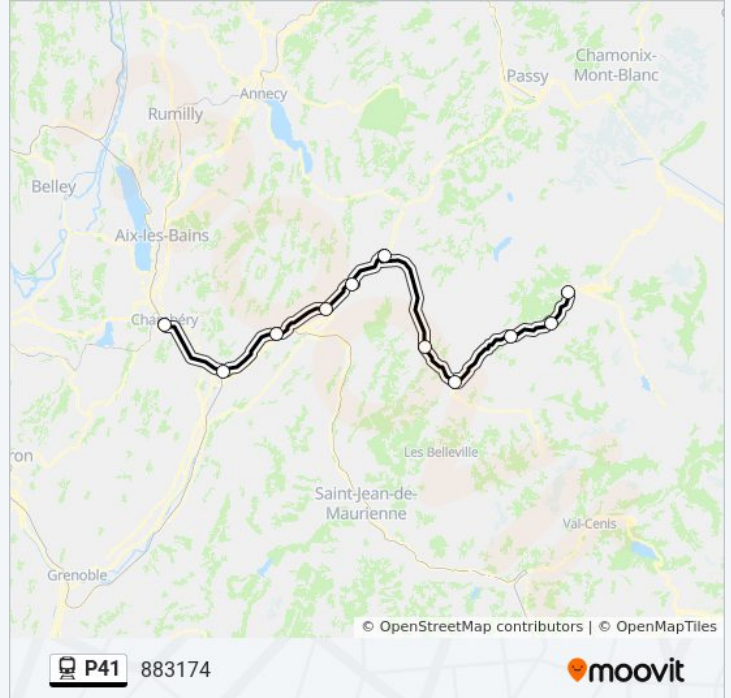 Chamonix-
Mont-Blanc
Passy
Annecy
Rumilly
Belley
Aix-les-Bains
Chambéry
ron
Les Belleville
Saint-Jean-de-
Maurienne
Val-Cenis
Grenoble
© OpenStreetMap contributors | © OpenMapTiles
P41 883174
moovit